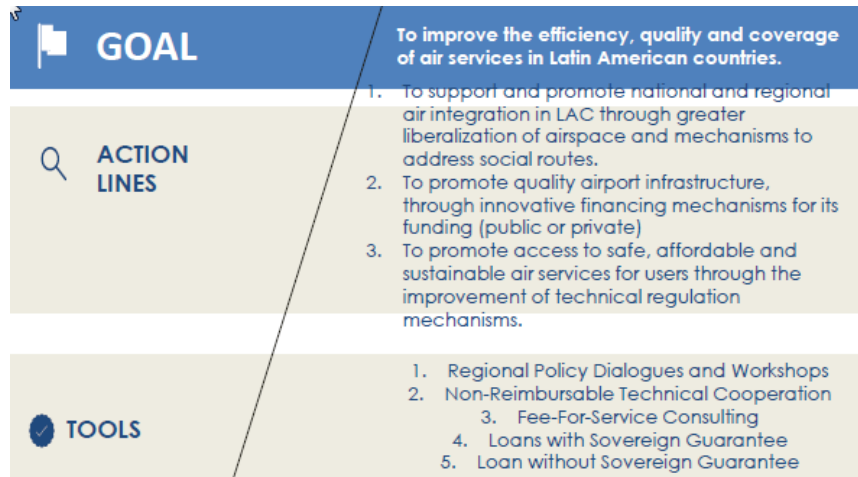 GOAL
To improve the efficiency, quality and coverage
of air services in Latin American countries.
ACTION
LINES
1. To support and promote national and regional
air integration in LAC through greater
liberalization of airspace and mechanisms to
address social routes.
2. To promote quality airport infrastructure,
through innovative financing mechanisms for its
funding (public or private)
3. To promote access to safe, affordable and
sustainable air services for users through the
improvement of technical regulation
mechanisms.
TOOLS
1. Regional Policy Dialogues and Workshops
2. Non-Reimbursable Technical Cooperation
3. Fee-For-Service Consulting
4. Loans with Sovereign Guarantee
5. Loan without Sovereign Guarantee